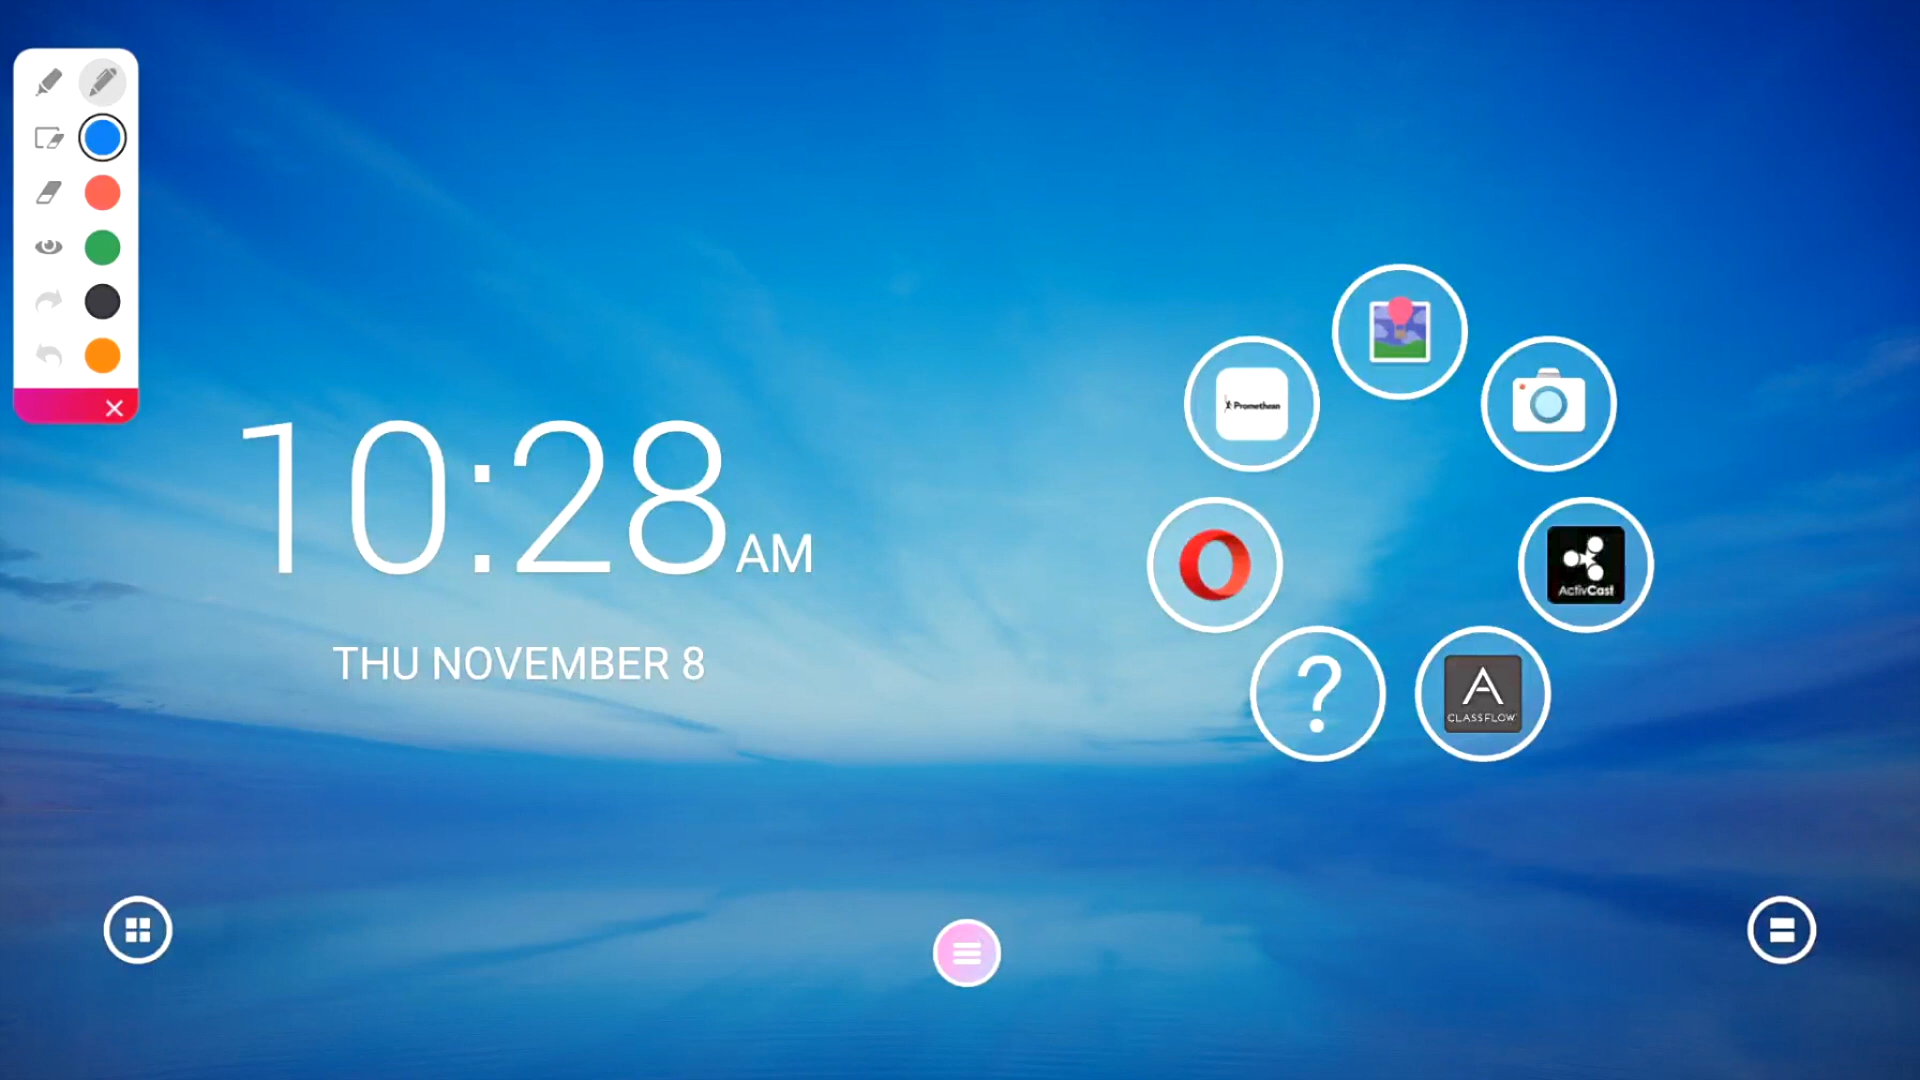 10:28 AM
THU NOVEMBER 8
Promethean
ActivCast
?
A
CLASSFLOW